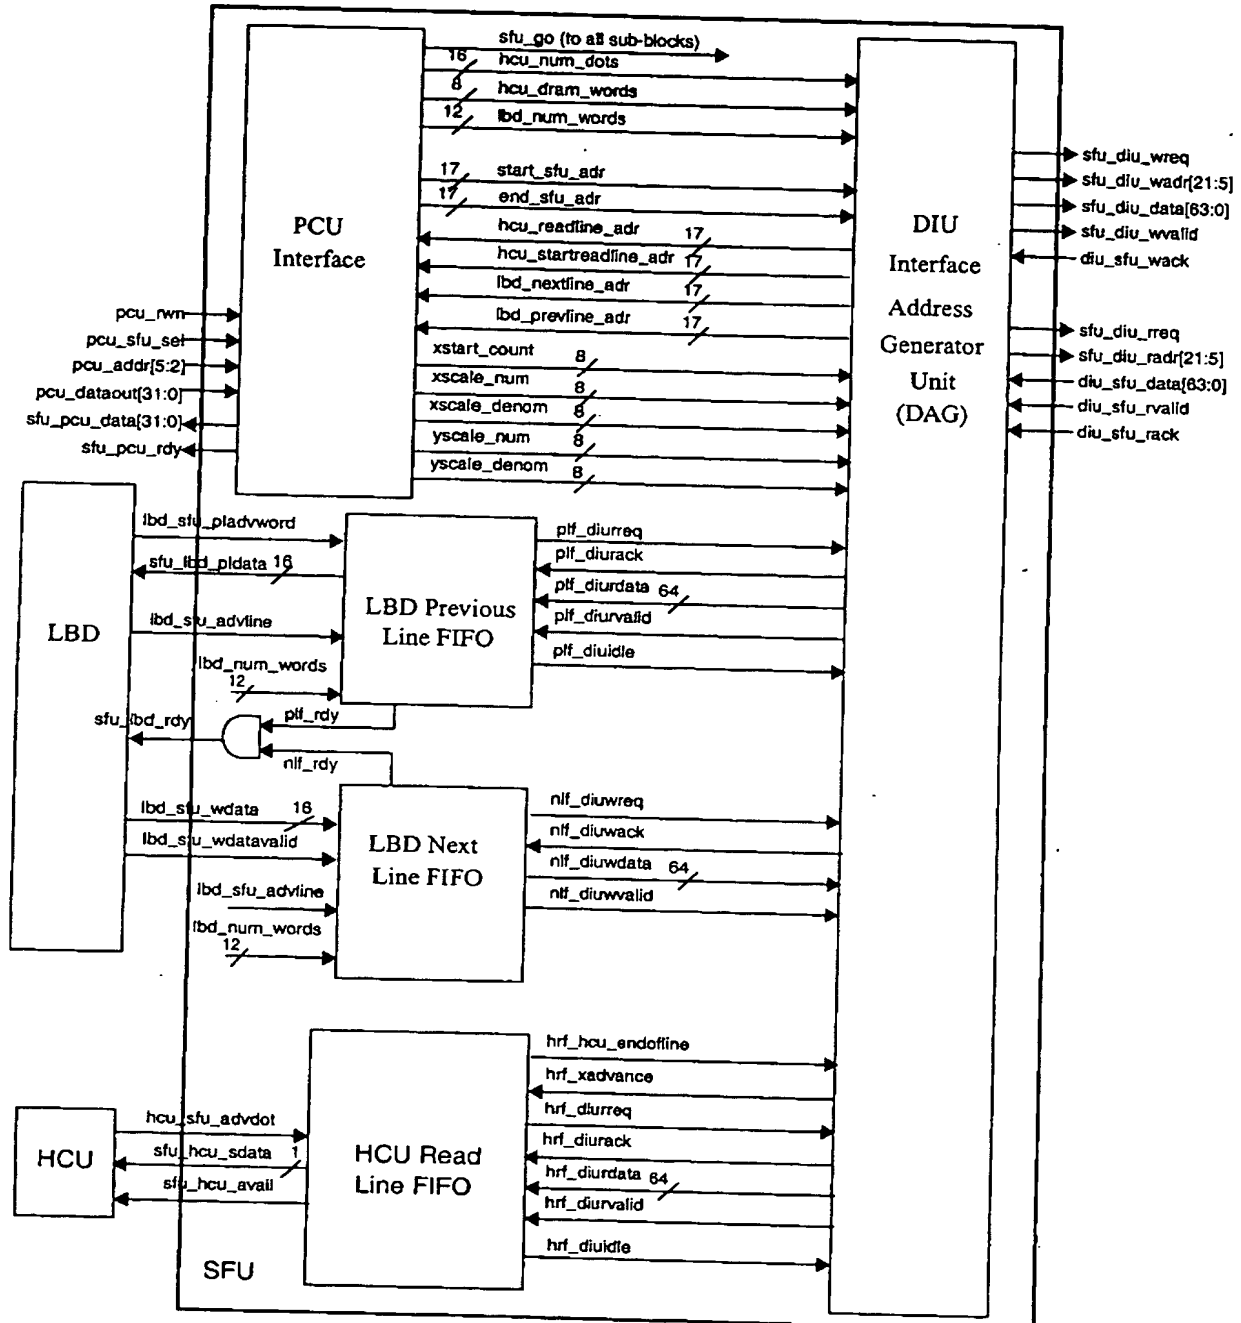 sfu_go (to all sub-blocks)
16
hcu_num_dots
8
hcu_dram_words
12
lbd_num_words
17
start_sfu_adr
17
end_sfu_adr
hcu_readline_adr
17
hcu_startreadline_adr
17
lbd_nextline_adr
17
lbd_prevline_adr
17
xstart_count
8
xscale_num
8
xscale_denom
8
yscale_num
8
yscale_denom
8
PCU
Interface
DIU
Interface
Address
Generator
Unit
(DAG)
sfu_diu_wreq
sfu_diu_wadr[21:5]
sfu_diu_data[63:0]
sfu_diu_wvalid
diu_sfu_wack
sfu_diu_rreq
sfu_diu_radr[21:5]
diu_sfu_data[63:0]
diu_sfu_rvalid
diu_sfu_rack
pcu_rwn
pcu_sfu_sel
pcu_addr[5:2]
pcu_dataout[31:0]
sfu_pcu_data[31:0]
sfu_pcu_rdy
LBD
lbd_sfu_pladvword
sfu_lbd_pldata 16
lbd_sfu_advline
lbd_num_words
12
LBD Previous
Line FIFO
plf_diurreq
plf_diurack
plf_diurdata 64
plf_diurvalid
plf_diuidle
sfu_lbd_rdy
plf_rdy
nlf_rdy
lbd_sfu_wdata 16
lbd_sfu_wdatavalid
lbd_sfu_advline
lbd_num_words
12
LBD Next
Line FIFO
nlf_diuwreq
nlf_diuwack
nlf_diuwdata 64
nlf_diuwvalid
HCU
hcu_sfu_advdot
sfu_hcu_sdata 1
sfu_hcu_avail
HCU Read
Line FIFO
hrf_hcu_endofline
hrf_xadvance
hrf_diurreq
hrf_diurack
hrf_diurdata 64
hrf_diurvalid
hrf_diuidle
SFU